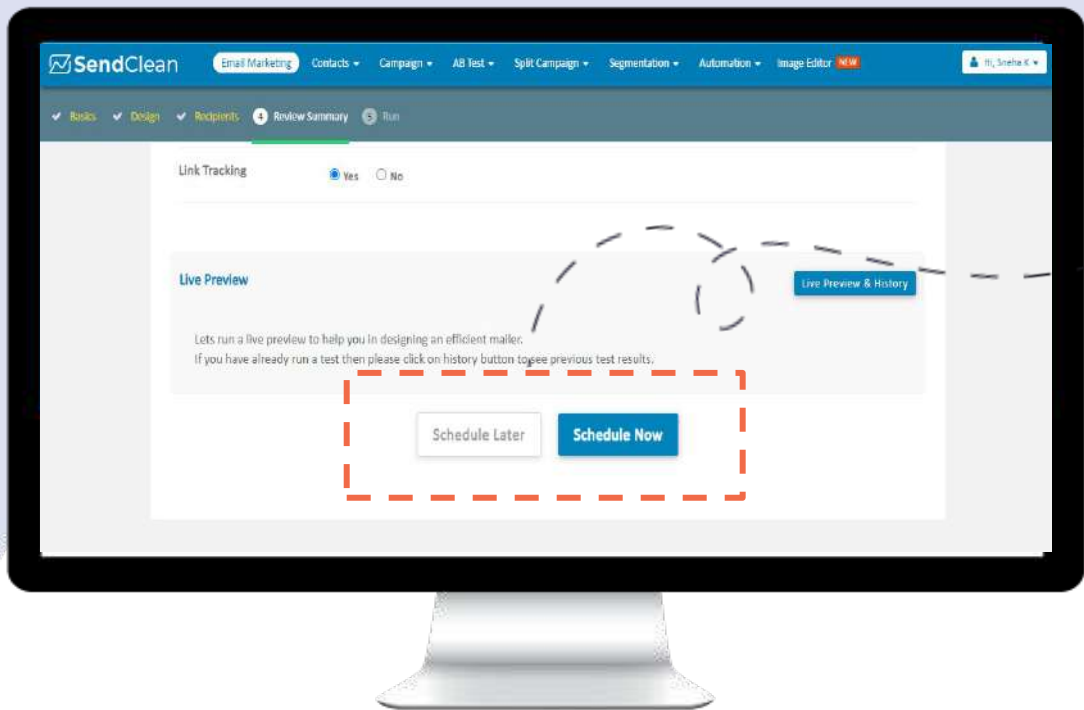 SendClean Email Marketing Contacts Campaign AB Test Split Campaign Segmentation Automation Image Editor NEW Hi, Sneha K
Basics Design Recipients 4 Review Summary 5 Run
Link Tracking Yes No
Live Preview Live Preview & History
Lets run a live preview to help you in designing an efficient mailer.
If you have already run a test then please click on history button to see previous test results.
Schedule Later Schedule Now